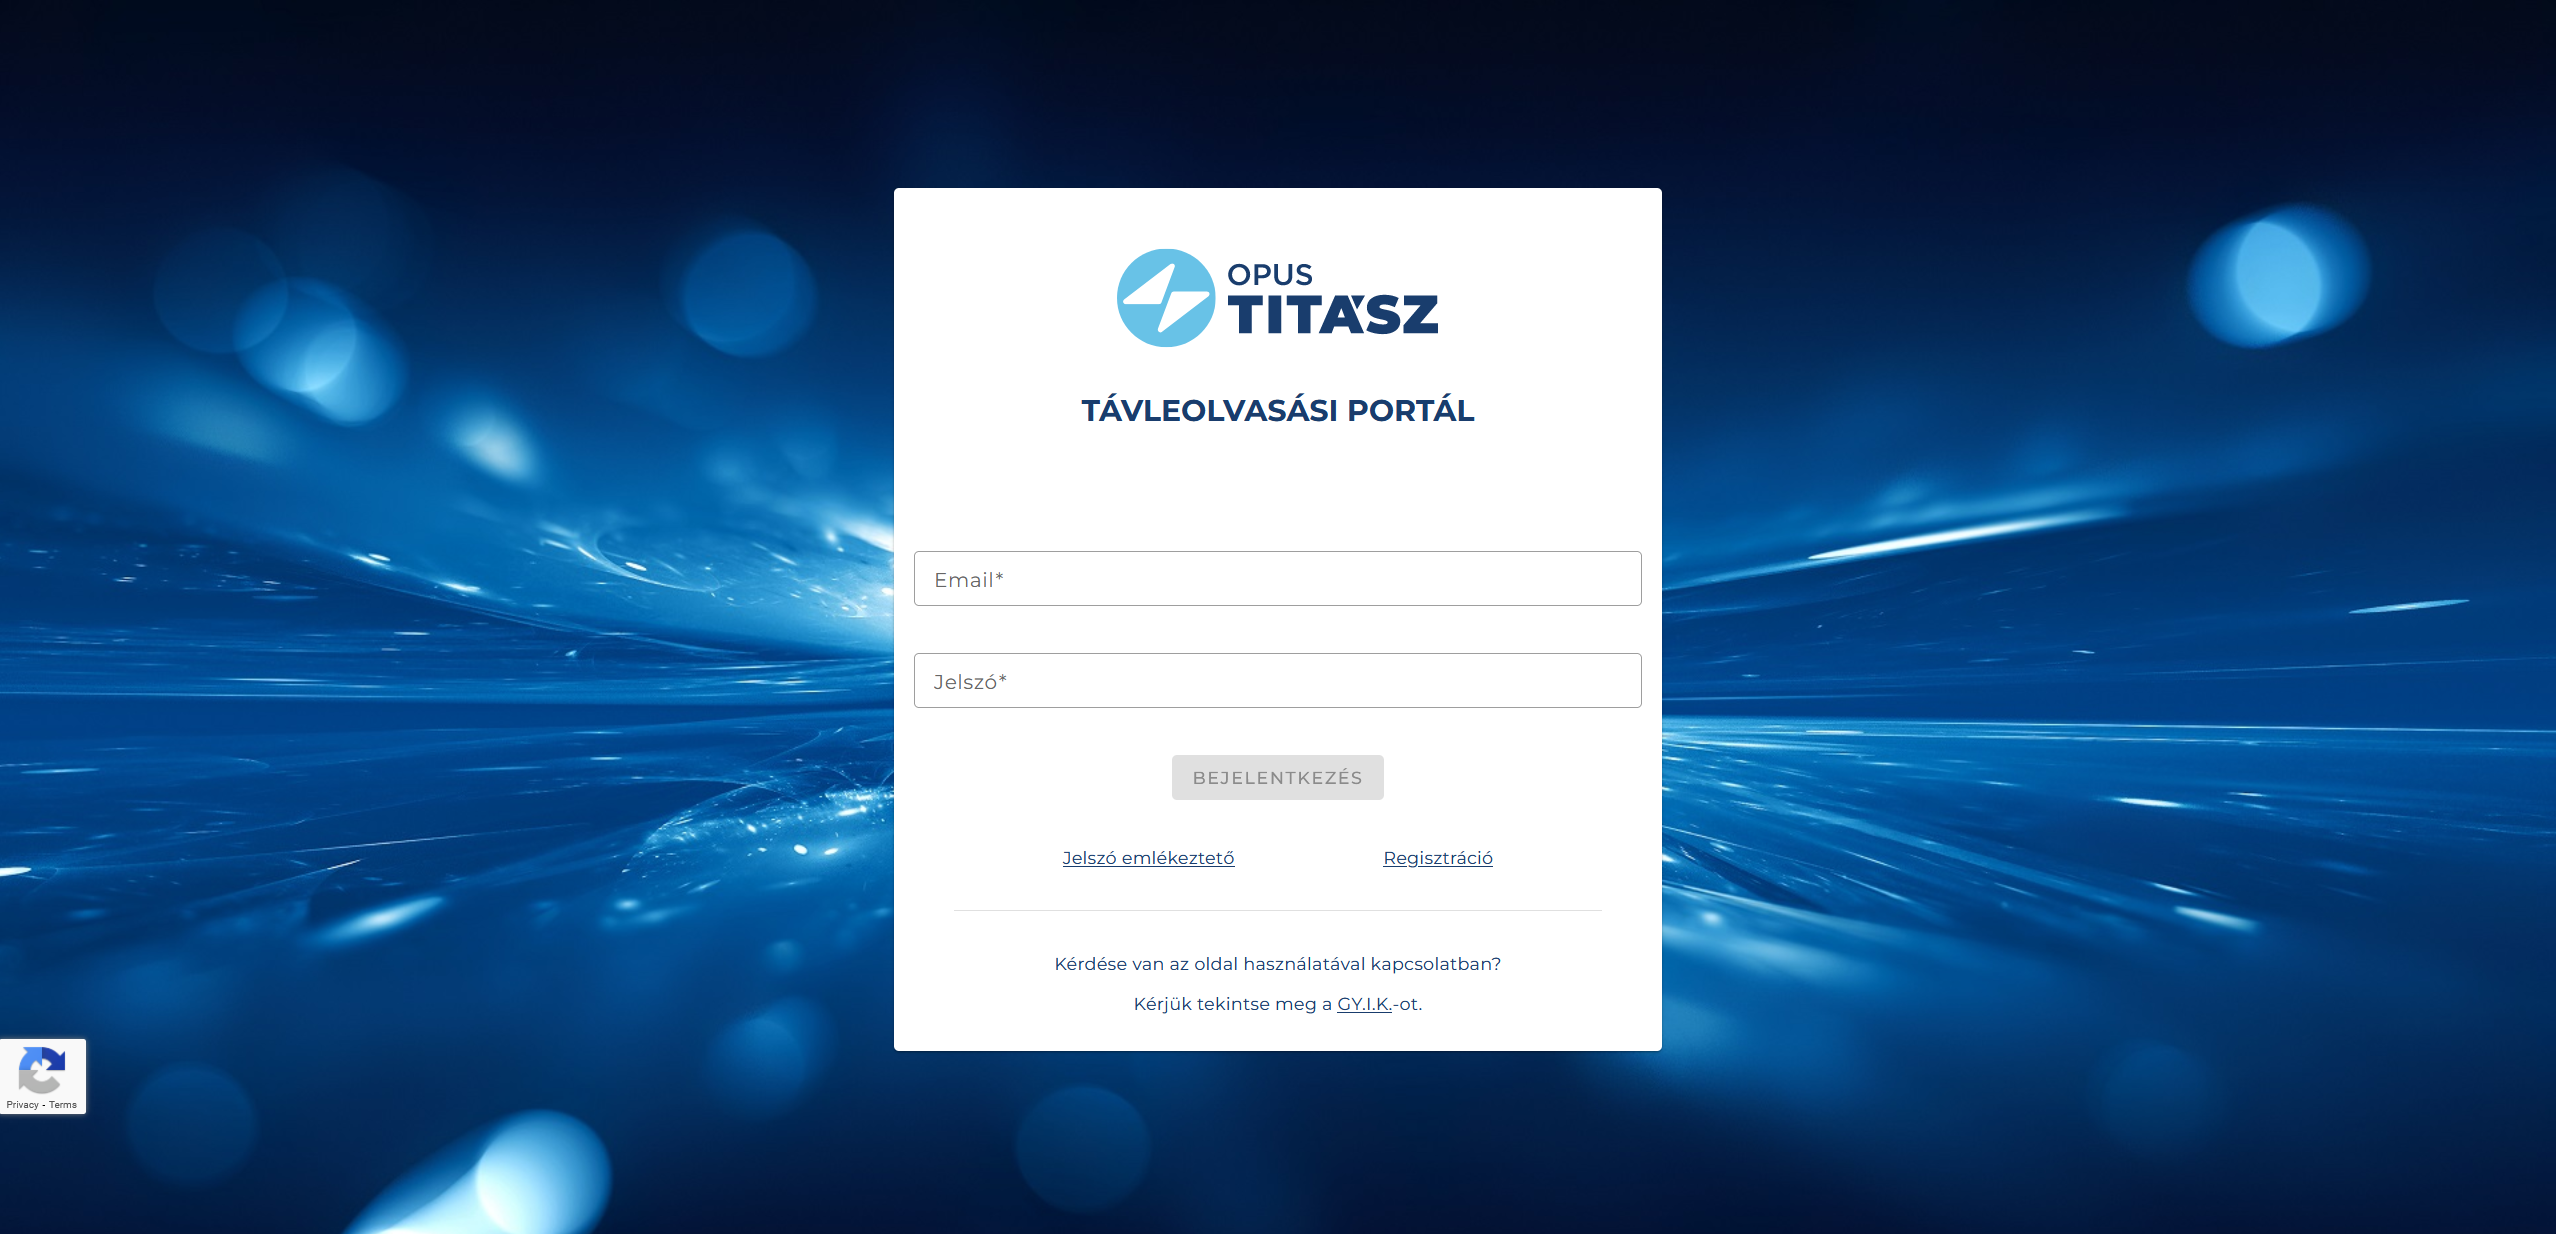 OPUS
TITÁSZ
TÁVLEOLVASÁSI PORTÁL
Email*
Jelszó*
BEJELENTKEZÉS
Jelszó emlékeztető
Regisztráció
Kérdése van az oldal használatával kapcsolatban?
Kérjük tekintse meg a GY.I.K.-ot.
Privacy - Terms